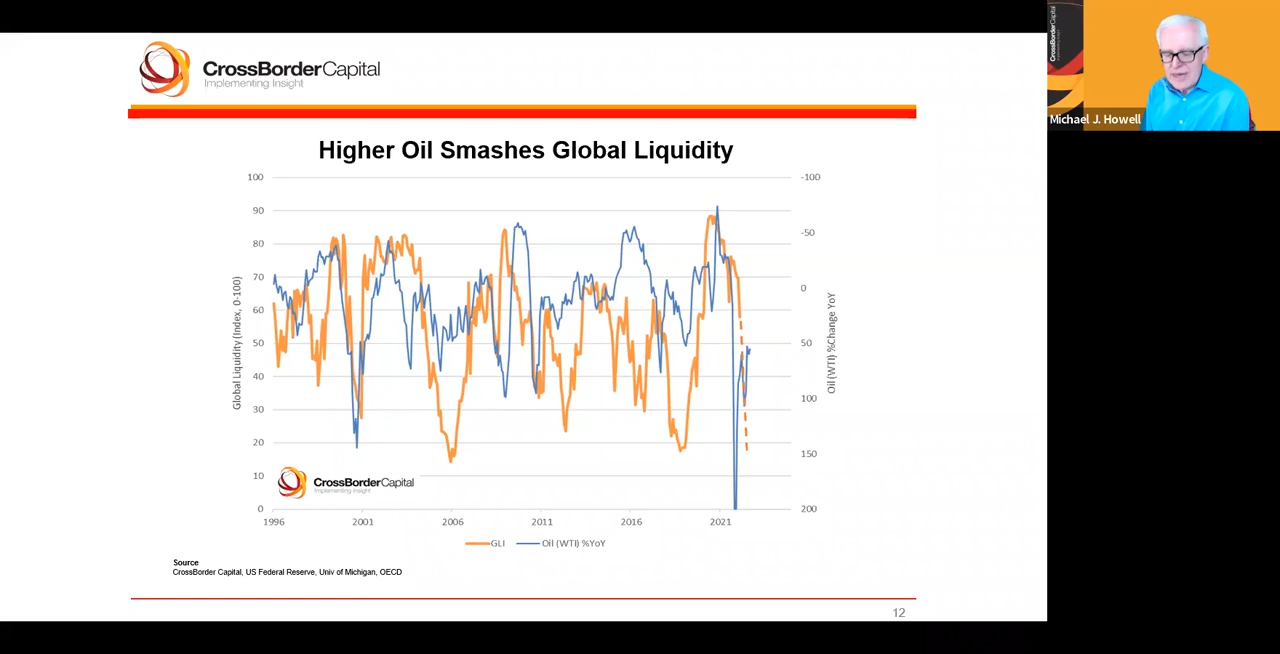 CrossBorderCapital
Implementing Insight
CrossBorderCapital
Michael J. Howell
Higher Oil Smashes Global Liquidity
100
90
80
70
60
50
40
30
20
10
0
Global Liquidity (Index, 0-100)
-100
-50
0
50
100
150
200
Oil (WTI) %Change YoY
CrossBorderCapital
Implementing Insight
1996
2001
2006
2011
2016
2021
GLI
Oil (WTI) %YoY
Source
CrossBorder Capital, US Federal Reserve, Univ of Michigan, OECD
12